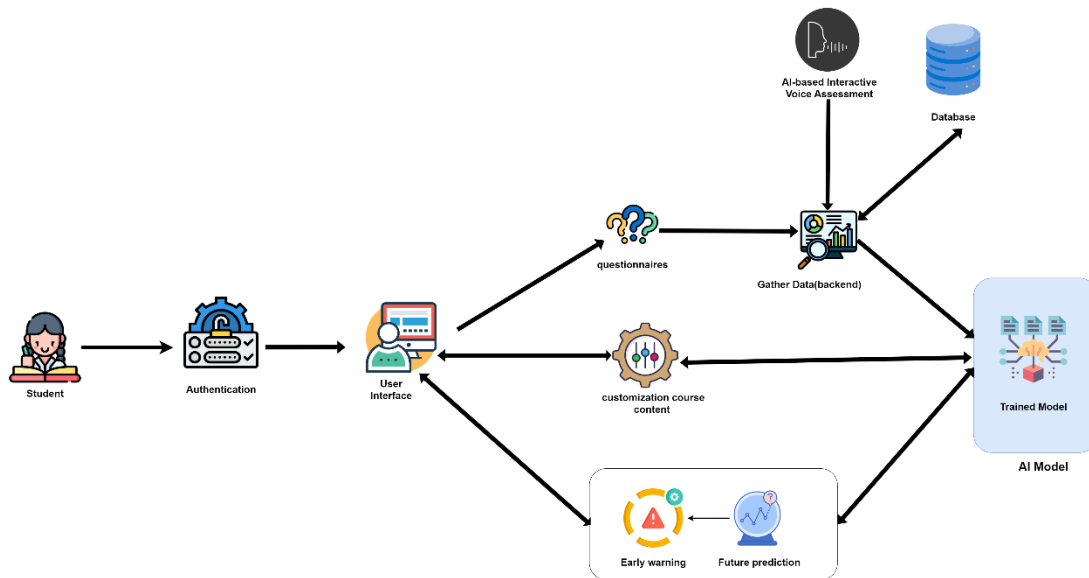 AI-based Interactive
Voice Assessment
Database
questionnaires
Gather Data(backend)
Student
Authentication
User
Interface
customization course
content
Trained Model
AI Model
Early warning
Future prediction